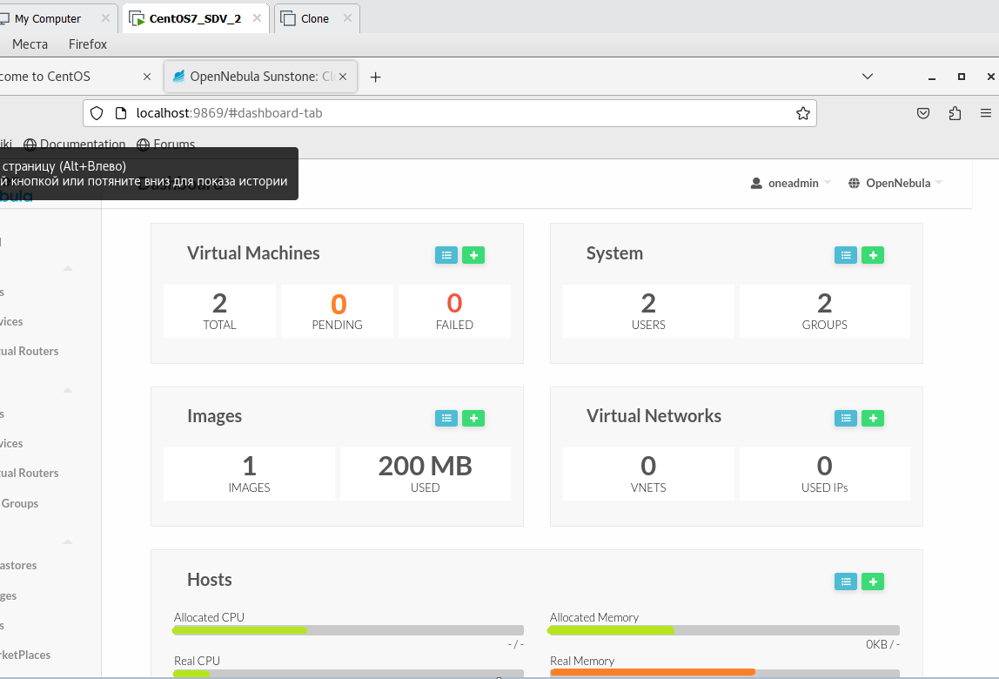 My Computer
CentOS7_SDV_2
Clone
Места
Firefox
come to CentOS
OpenNebula Sunstone: Cl
localhost:9869/#dashboard-tab
iki
Documentation
Forums
страницу (Alt+Влево)
й кнопкой или потяните вниз для показа истории
Dashboard
bula
oneadmin
OpenNebula
s
vices
tual Routers
s
vices
tual Routers
Groups
astores
ges
s
rketPlaces
Virtual Machines
2
TOTAL
0
PENDING
0
FAILED
System
2
USERS
2
GROUPS
Images
1
IMAGES
200 MB
USED
Virtual Networks
0
VNETS
0
USED IPs
Hosts
Allocated CPU
- / -
Allocated Memory
0KB / -
Real CPU
Real Memory